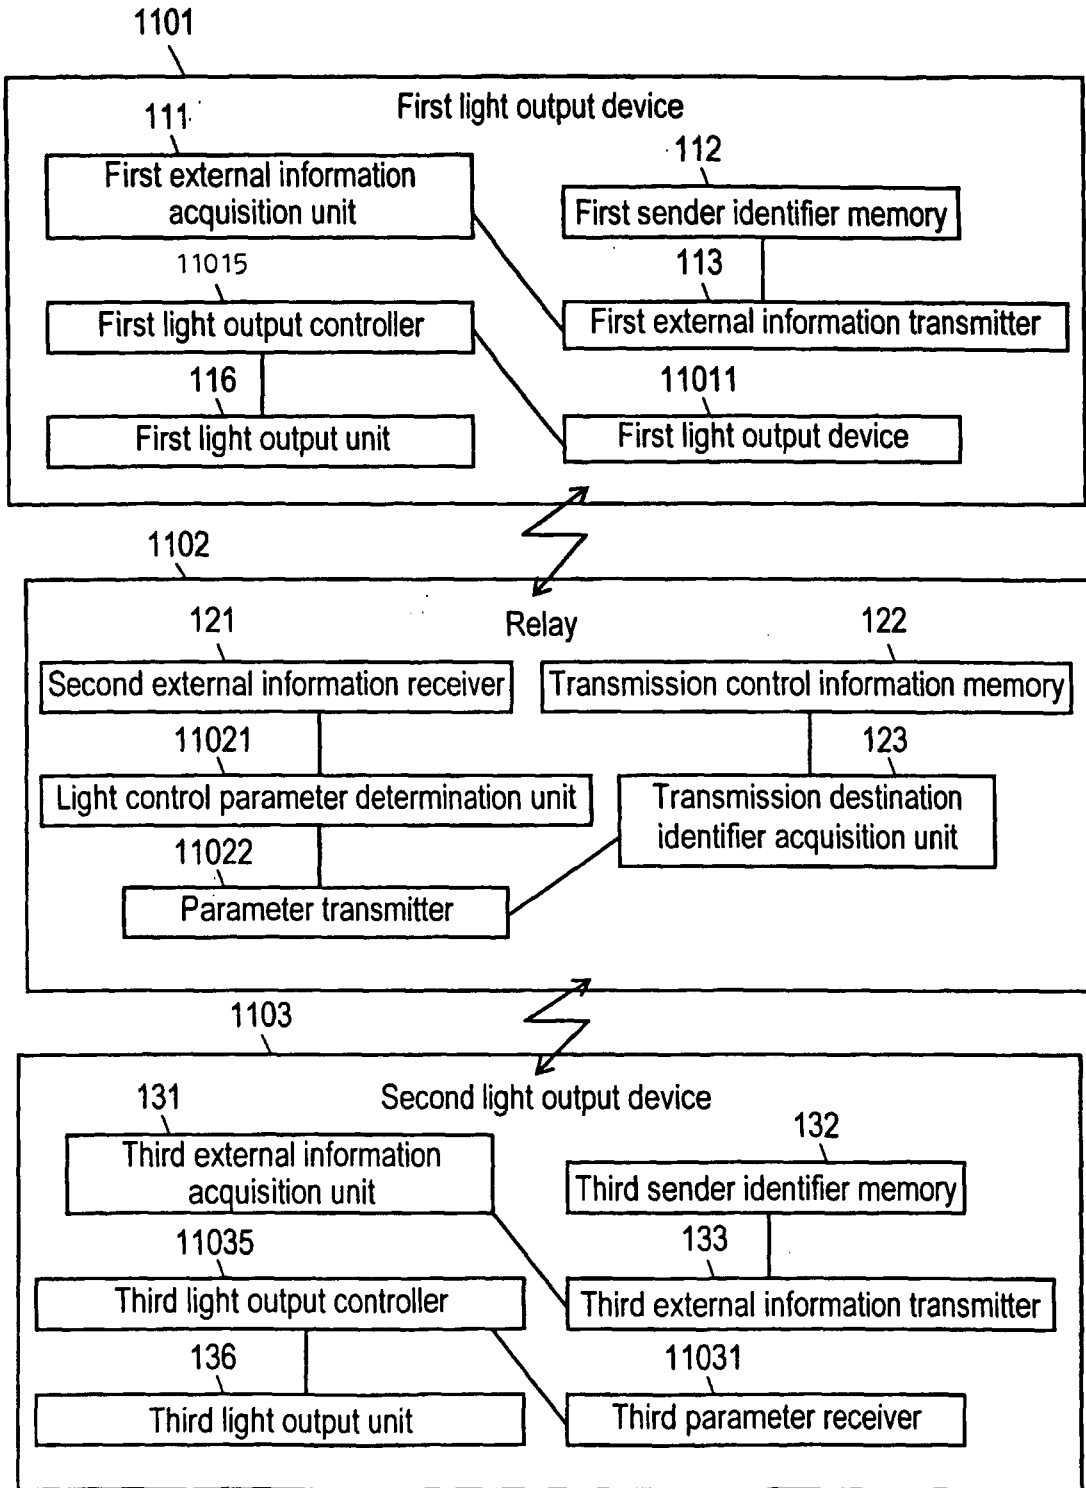 1101
First light output device
111
First external information
acquisition unit
112
First sender identifier memory
11015
First light output controller
113
First external information transmitter
116
First light output unit
11011
First light output device
1102
Relay
121
Second external information receiver
122
Transmission control information memory
11021
Light control parameter determination unit
123
Transmission destination
identifier acquisition unit
11022
Parameter transmitter
1103
Second light output device
131
Third external information
acquisition unit
132
Third sender identifier memory
11035
Third light output controller
133
Third external information transmitter
136
Third light output unit
11031
Third parameter receiver